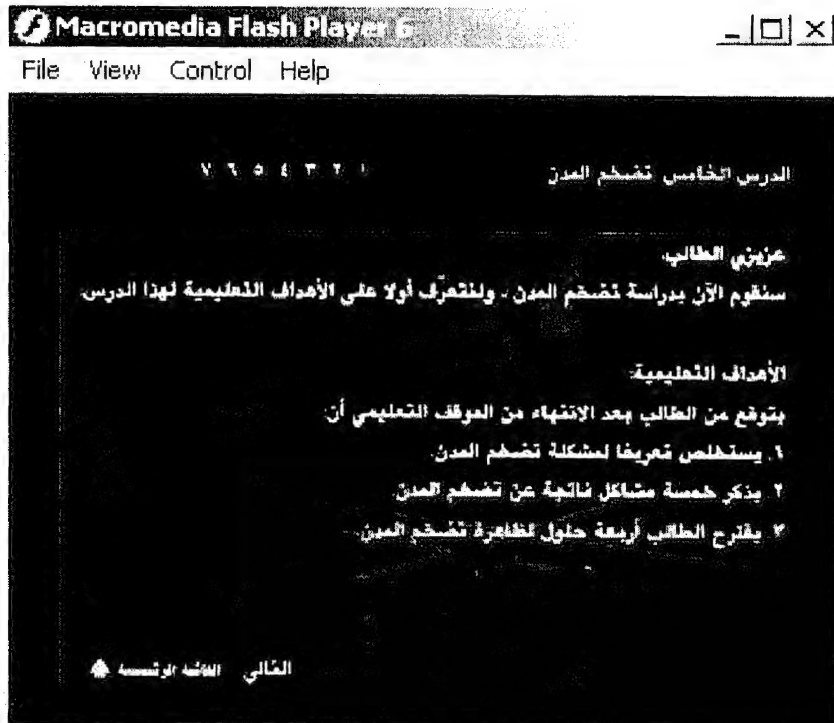 Macromedia Flash Player 6
File View Control Help
الدرس الخامس تضخم المدن ١ ٢ ٣ ٤ ٥ ٦ ٧
عزيزي الطالب،
سنقوم الآن بدراسة تضخم المدن ، ولنتعرّف أولا على الأهداف التعليمية لهذا الدرس.
الأهداف التعليمية:
يتوقع من الطالب بعد الانتهاء من الموقف التعليمي أن:
١. يستخلص تعريفا لمشكلة تضخم المدن.
٢. يذكر خمسة مشاكل ناتجة عن تضخم المدن.
٣. يقترح الطالب أربعة حلول لظاهرة تضخم المدن.
التالي القائمة الرئيسية